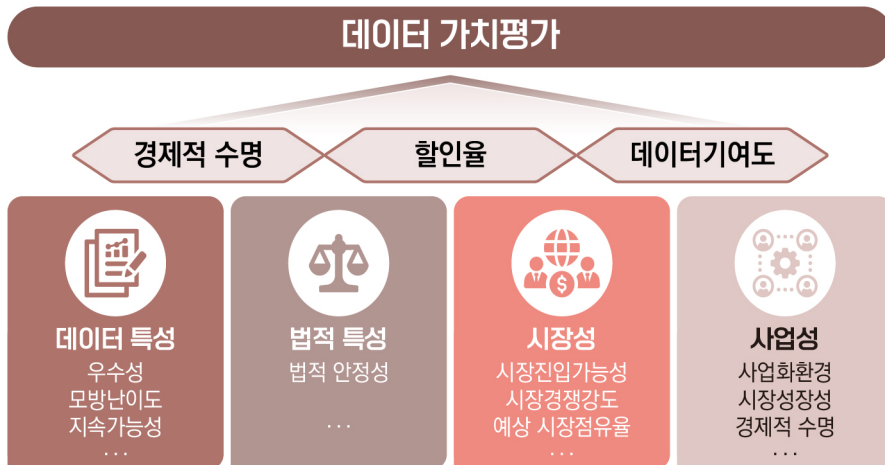 데이터 가치평가
경제적 수명
할인율
데이터기여도
데이터 특성
우수성
모방난이도
지속가능성
...
법적 특성
법적 안정성
...
$
시장성
시장진입가능성
시장경쟁강도
예상 시장점유율
...
사업성
사업화환경
시장성장성
경제적 수명
...